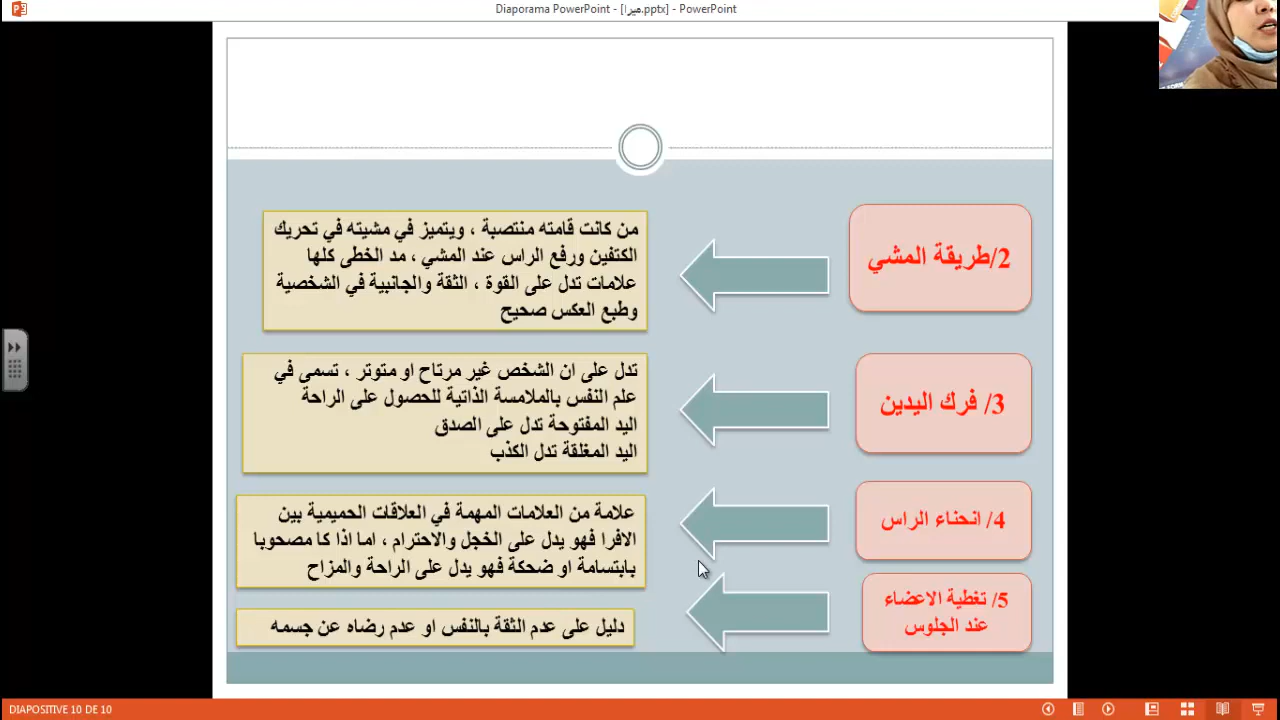 Diaporama PowerPoint - [ميرا.pptx] - PowerPoint
2/طريقة المشي
من كانت قامته منتصبة ، ويتميز في مشيته في تحريك
الكتفين ورفع الراس عند المشي ، مد الخطى كلها
علامات تدل على القوة ، الثقة والجانبية في الشخصية
وطبع العكس صحيح
3/ فرك اليدين
تدل على ان الشخص غير مرتاح او متوتر ، تسمى في
علم النفس بالملامسة الذاتية للحصول على الراحة
اليد المفتوحة تدل على الصدق
اليد المغلقة تدل الكذب
4/ انحناء الراس
علامة من العلامات المهمة في العلاقات الحميمية بين
الافرا فهو يدل على الخجل والاحترام ، اما اذا كا مصحوبا
بابتسامة او ضحكة فهو يدل على الراحة والمزاح
5/ تغطية الاعضاء
عند الجلوس
دليل على عدم الثقة بالنفس او عدم رضاه عن جسمه
DIAPOSITIVE 10 DE 10